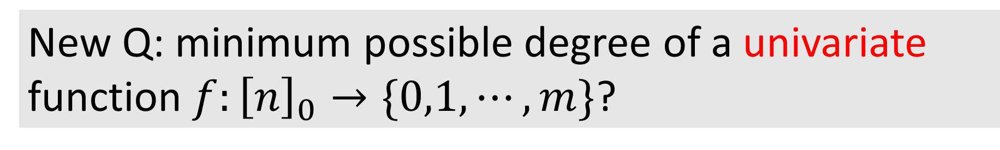 New Q: minimum possible degree of a univariate
function 𝑓: [𝑛]₀ → {0,1, ⋯ , 𝑚}?